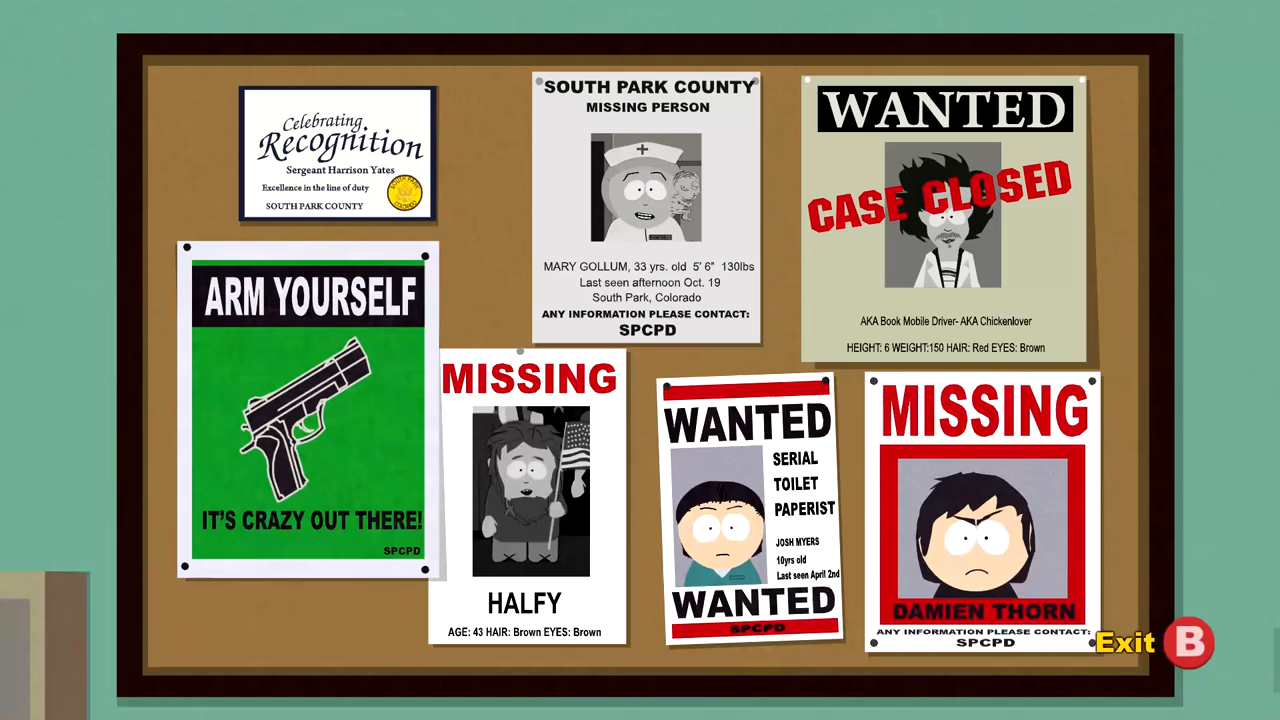 Celebrating
Recognition
Sergeant Harrison Yates
Excellence in the line of duty
SOUTH PARK COUNTY
SOUTH PARK COUNTY
MISSING PERSON
MARY GOLLUM, 33 yrs. old 5' 6" 130lbs
Last seen afternoon Oct. 19
South Park, Colorado
ANY INFORMATION PLEASE CONTACT:
SPCPD
WANTED
CASE CLOSED
AKA Book Mobile Driver- AKA Chickenlover
HEIGHT: 6 WEIGHT:150 HAIR: Red EYES: Brown
ARM YOURSELF
IT'S CRAZY OUT THERE!
SPCPD
MISSING
HALFY
AGE: 43 HAIR: Brown EYES: Brown
WANTED
SERIAL
TOILET
PAPERIST
JOSH MYERS
10yrs old
Last seen April 2nd
WANTED
SPCPD
MISSING
DAMIEN THORN
ANY INFORMATION PLEASE CONTACT:
SPCPD
Exit B